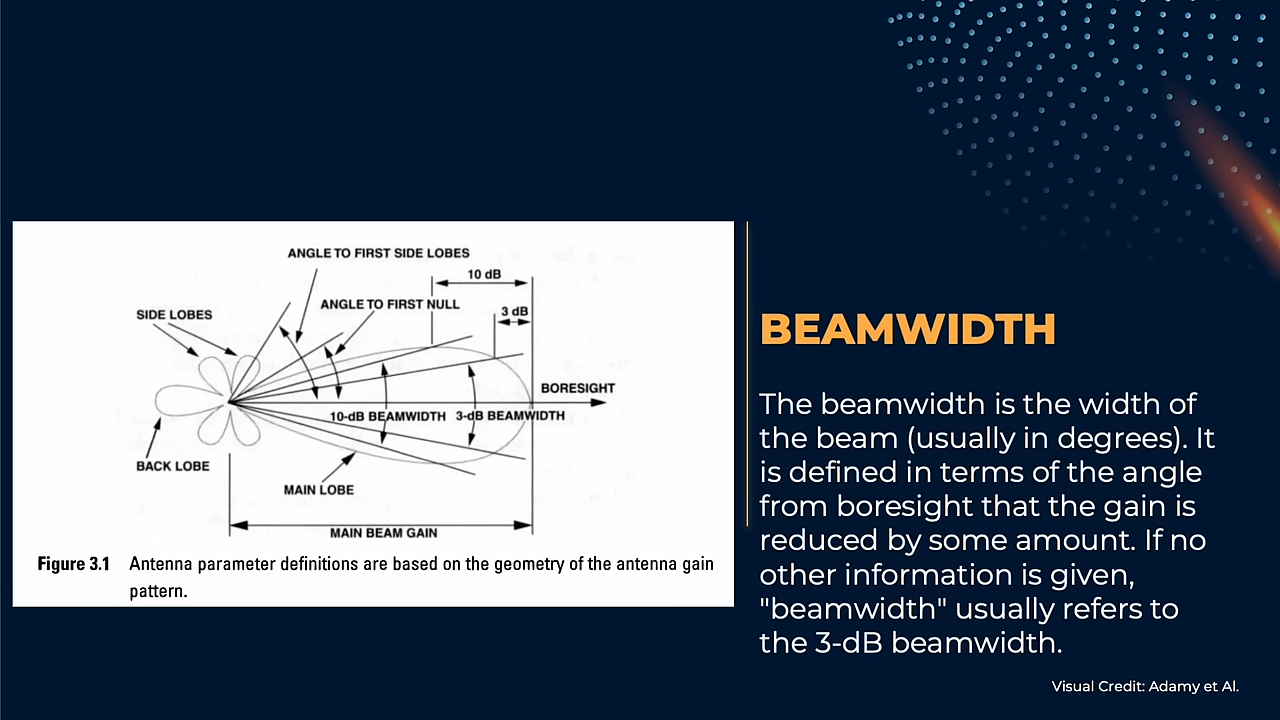 ANGLE TO FIRST SIDE LOBES
10 dB
ANGLE TO FIRST NULL
SIDE LOBES
3 dB
BORESIGHT
10-dB BEAMWIDTH
3-dB BEAMWIDTH
BACK LOBE
MAIN LOBE
MAIN BEAM GAIN
Figure 3.1 Antenna parameter definitions are based on the geometry of the antenna gain
pattern.
BEAMWIDTH
The beamwidth is the width of
the beam (usually in degrees). It
is defined in terms of the angle
from boresight that the gain is
reduced by some amount. If no
other information is given,
"beamwidth" usually refers to
the 3-dB beamwidth.
Visual Credit: Adamy et Al.